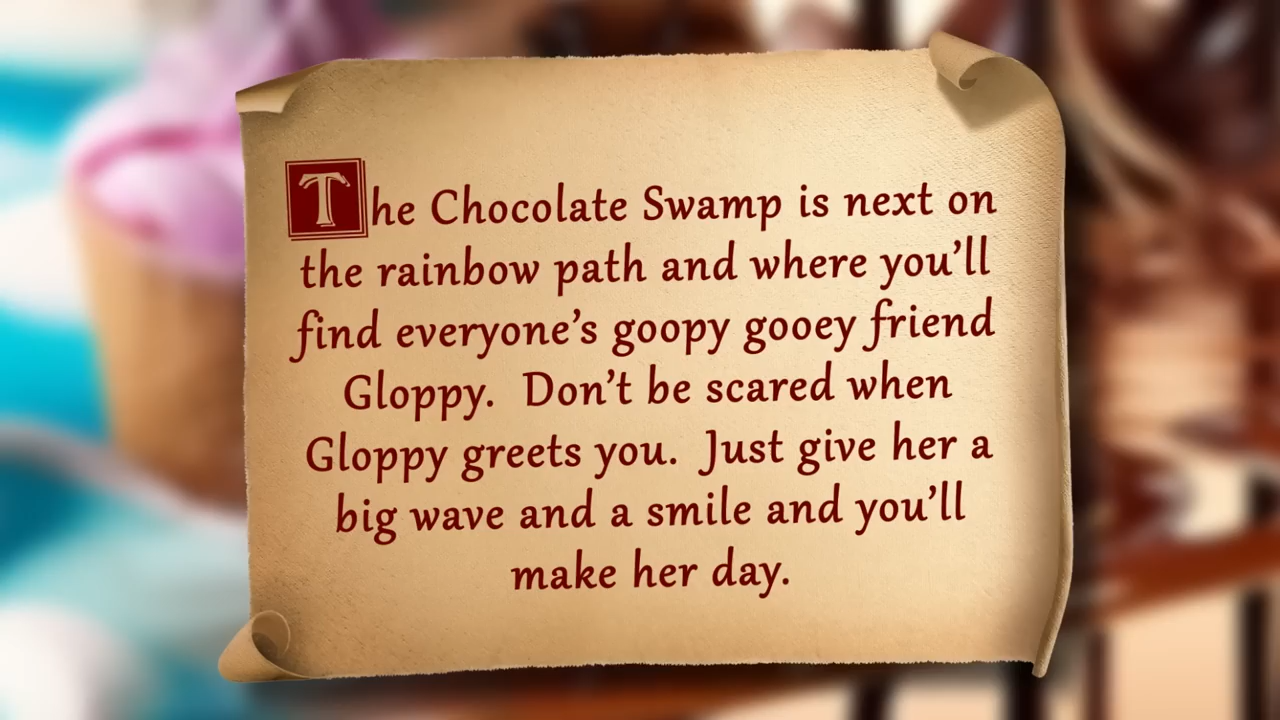 The Chocolate Swamp is next on
the rainbow path and where you’ll
find everyone’s goopy gooey friend
Gloppy.  Don’t be scared when
Gloppy greets you.  Just give her a
big wave and a smile and you’ll
make her day.